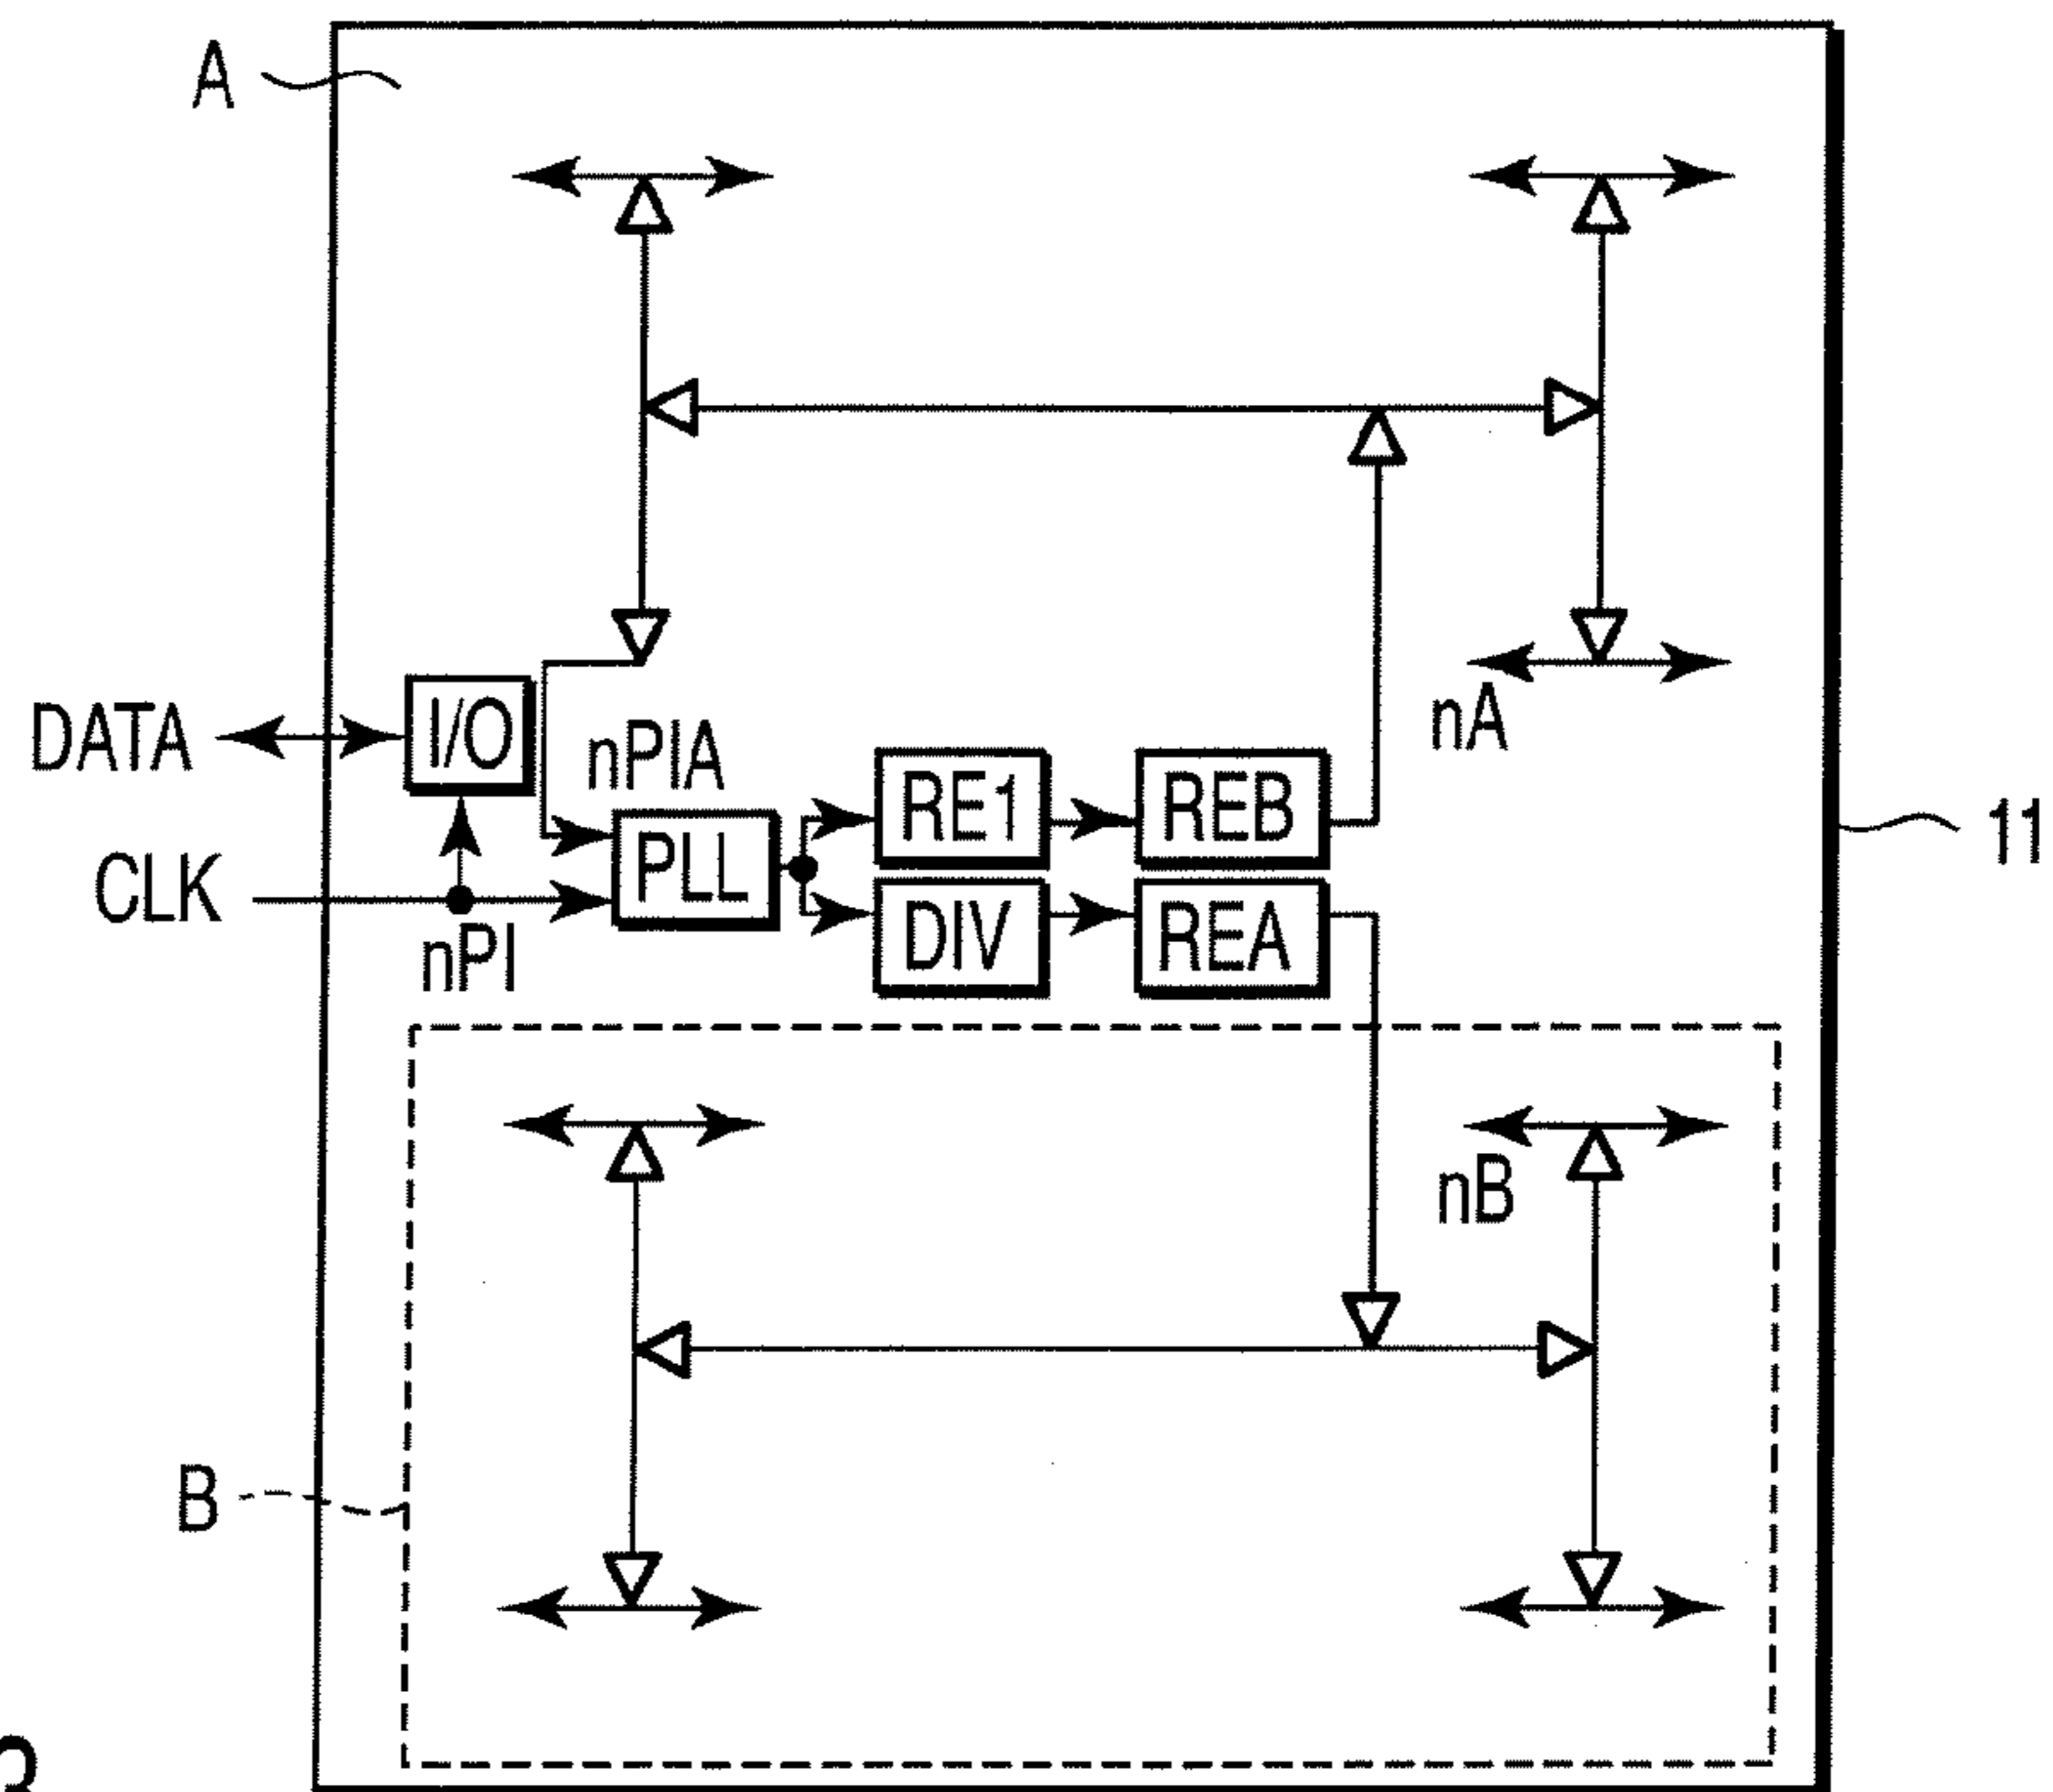 A
DATA
I/O
nPIA
nA
RE1
REB
11
CLK
PLL
nPI
DIV
REA
nB
B